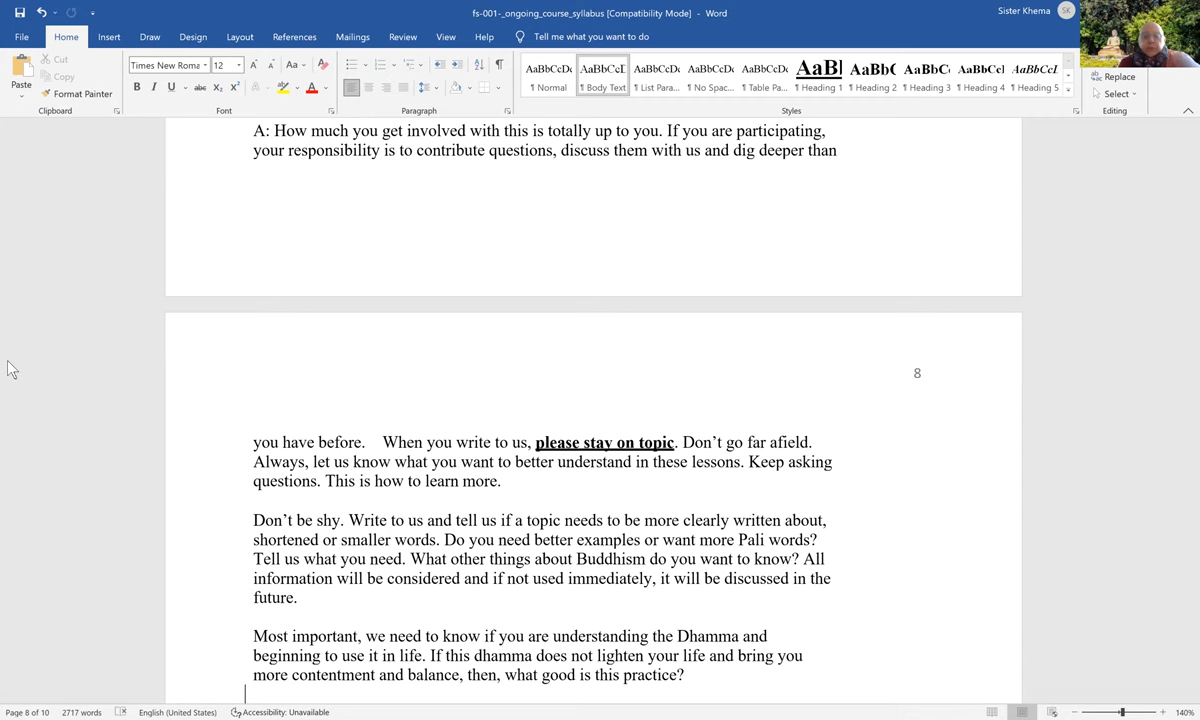 fs-001-_ongoing_course_syllabus [Compatibility Mode] - Word
Sister Khema
SK
File Home Insert Draw Design Layout References Mailings Review View Help Tell me what you want to do
Paste
Cut
Copy
Format Painter
Clipboard
Times New Roma 12
Font
Paragraph
AaBbCcDc AaBbCcD AaBbCcDc AaBbCcDc AaBbCcDc AaBl AaBb( AaBbC AaBbCcl AaBbCcL
¶ Normal ¶ Body Text ¶ List Para... ¶ No Spac... ¶ Table Pa... ¶ Heading 1 ¶ Heading 2 ¶ Heading 3 ¶ Heading 4 ¶ Heading 5
Styles
Replace
Select
Editing
A: How much you get involved with this is totally up to you. If you are participating,
your responsibility is to contribute questions, discuss them with us and dig deeper than
8
you have before. When you write to us, please stay on topic. Don’t go far afield.
Always, let us know what you want to better understand in these lessons. Keep asking
questions. This is how to learn more.
Don’t be shy. Write to us and tell us if a topic needs to be more clearly written about,
shortened or smaller words. Do you need better examples or want more Pali words?
Tell us what you need. What other things about Buddhism do you want to know? All
information will be considered and if not used immediately, it will be discussed in the
future.
Most important, we need to know if you are understanding the Dhamma and
beginning to use it in life. If this dhamma does not lighten your life and bring you
more contentment and balance, then, what good is this practice?
Page 8 of 10 2717 words English (United States) Accessibility: Unavailable 140%